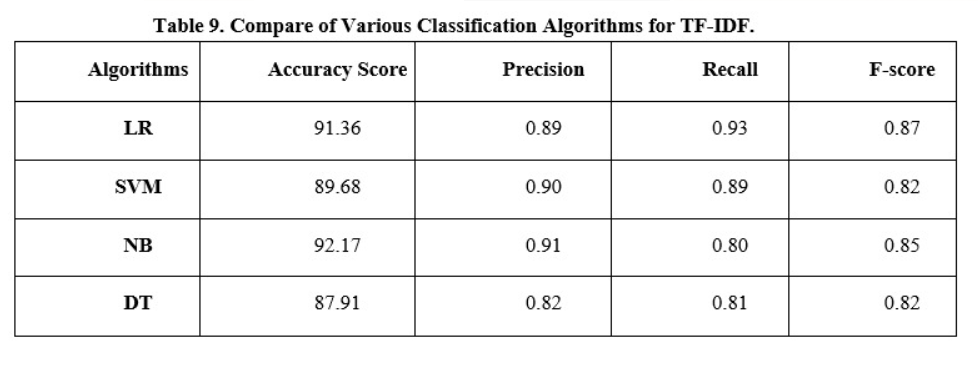 Table 9. Compare of Various Classification Algorithms for TF-IDF.
Algorithms Accuracy Score Precision Recall F-score
LR 91.36 0.89 0.93 0.87
SVM 89.68 0.90 0.89 0.82
NB 92.17 0.91 0.80 0.85
DT 87.91 0.82 0.81 0.82